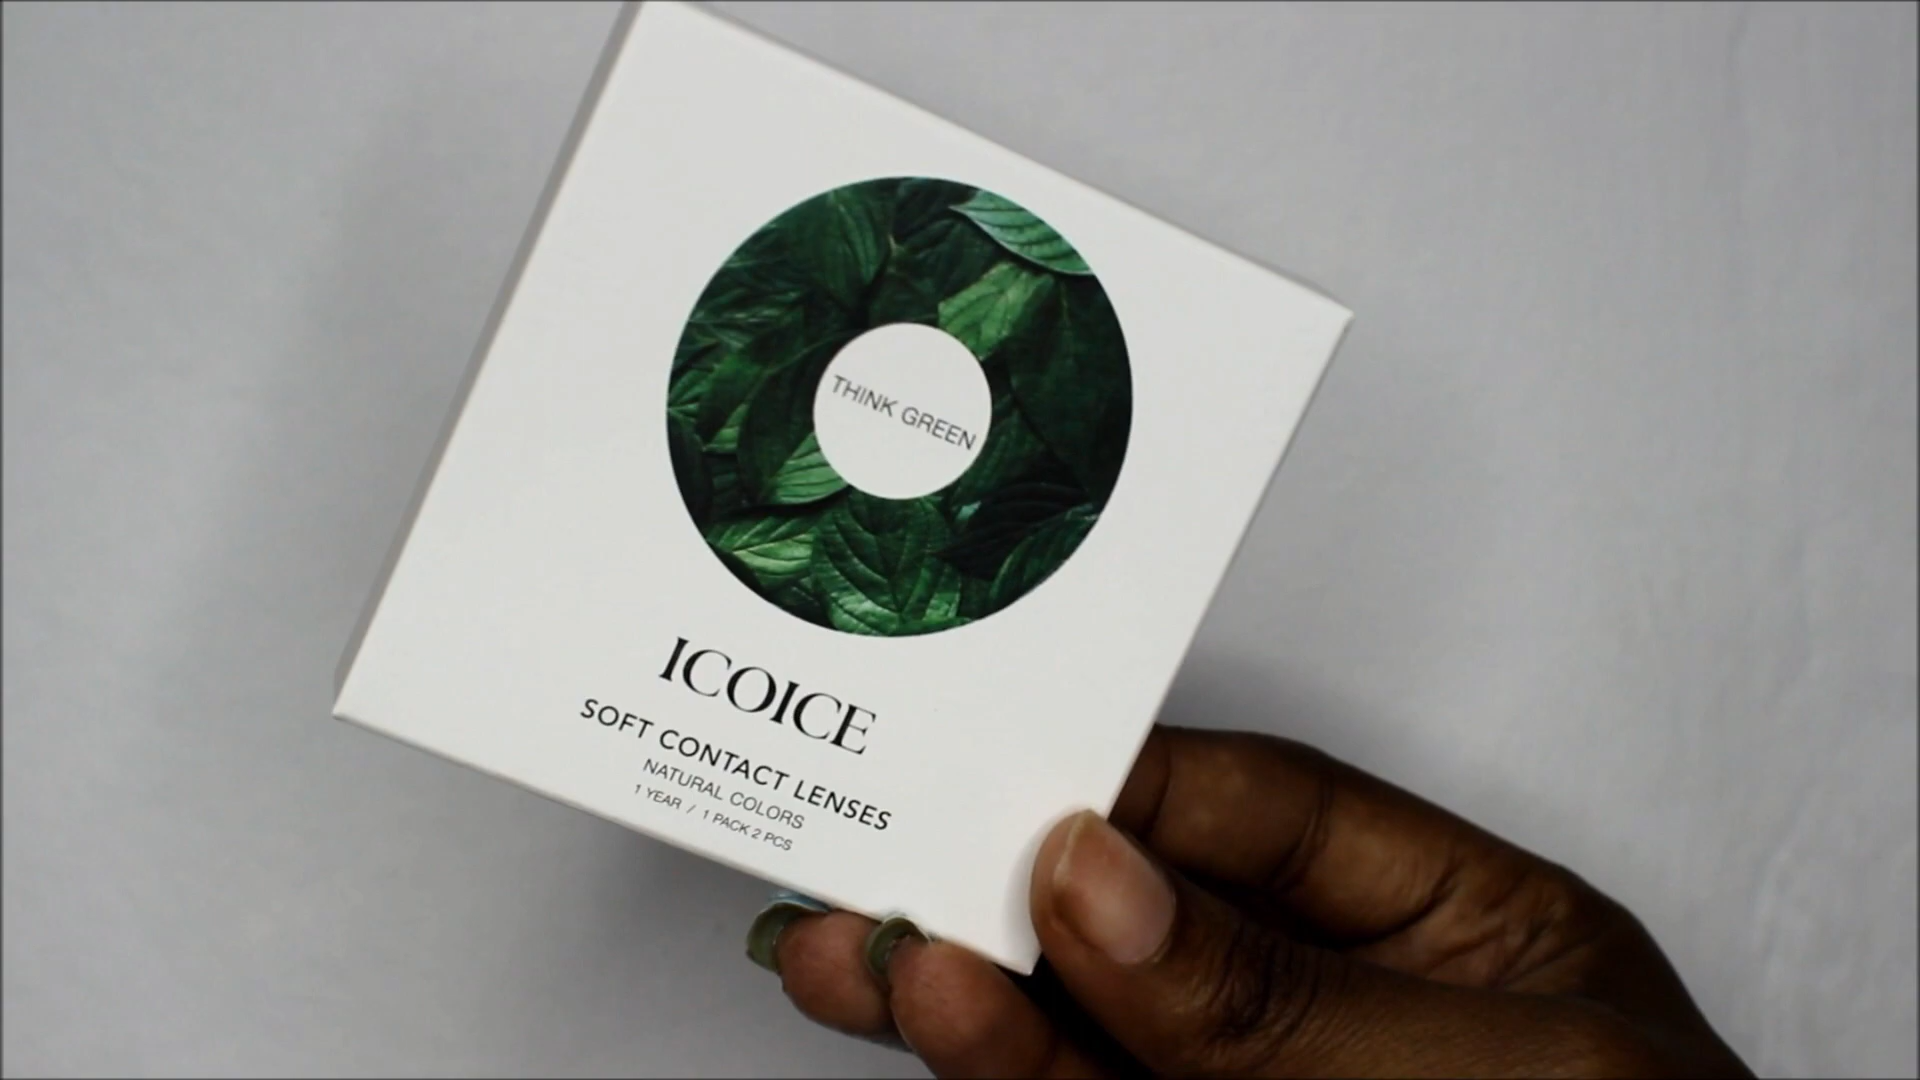 THINK GREEN
ICOICE
SOFT CONTACT LENSES
NATURAL COLORS
1 YEAR / 1 PACK 2 PCS